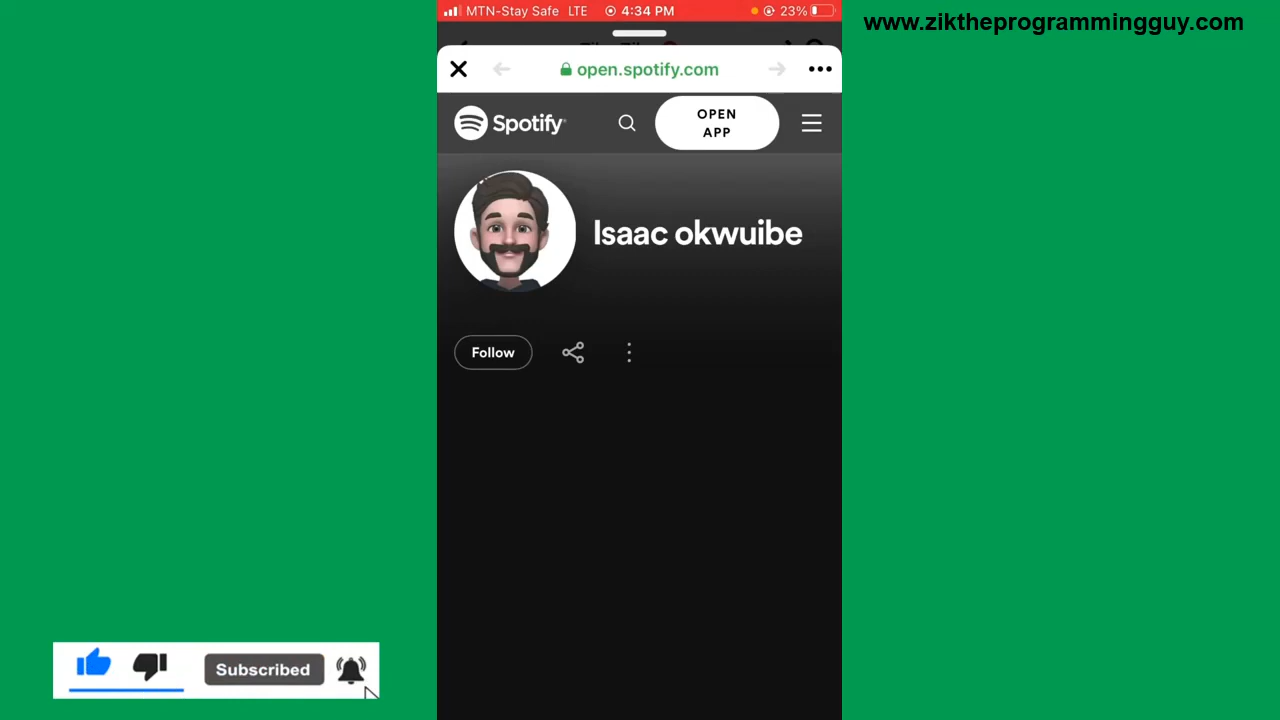 MTN-Stay Safe LTE 4:34 PM 23%
www.ziktheprogrammingguy.com
open.spotify.com
Spotify
OPEN
APP
Isaac okwuibe
Follow
Subscribed